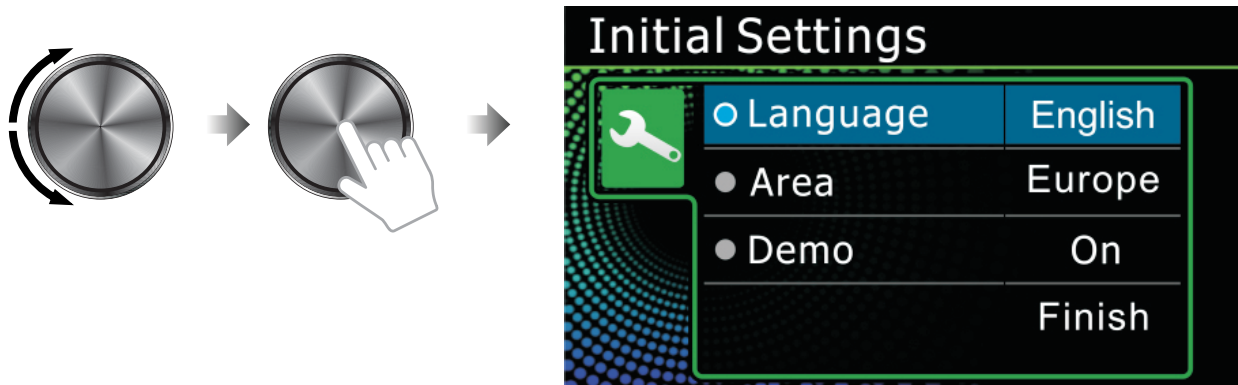 Initial Settings
Language English
Area Europe
Demo On
Finish